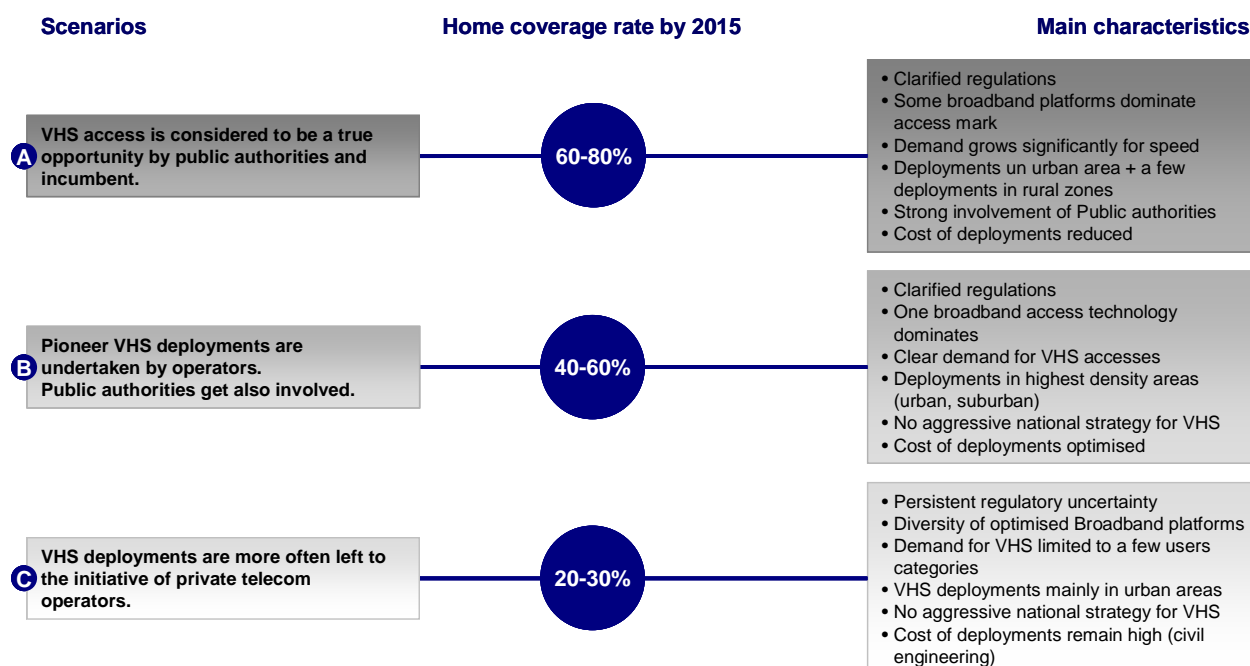 Scenarios
Home coverage rate by 2015
Main characteristics
A
VHS access is considered to be a true
opportunity by public authorities and
incumbent.
60-80%
• Clarified regulations
• Some broadband platforms dominate
access mark
• Demand grows significantly for speed
• Deployments un urban area + a few
deployments in rural zones
• Strong involvement of Public authorities
• Cost of deployments reduced
B
Pioneer VHS deployments are
undertaken by operators.
Public authorities get also involved.
40-60%
• Clarified regulations
• One broadband access technology
dominates
• Clear demand for VHS accesses
• Deployments in highest density areas
(urban, suburban)
• No aggressive national strategy for VHS
• Cost of deployments optimised
C
VHS deployments are more often left to
the initiative of private telecom
operators.
20-30%
• Persistent regulatory uncertainty
• Diversity of optimised Broadband platforms
• Demand for VHS limited to a few users
categories
• VHS deployments mainly in urban areas
• No aggressive national strategy for VHS
• Cost of deployments remain high (civil
engineering)